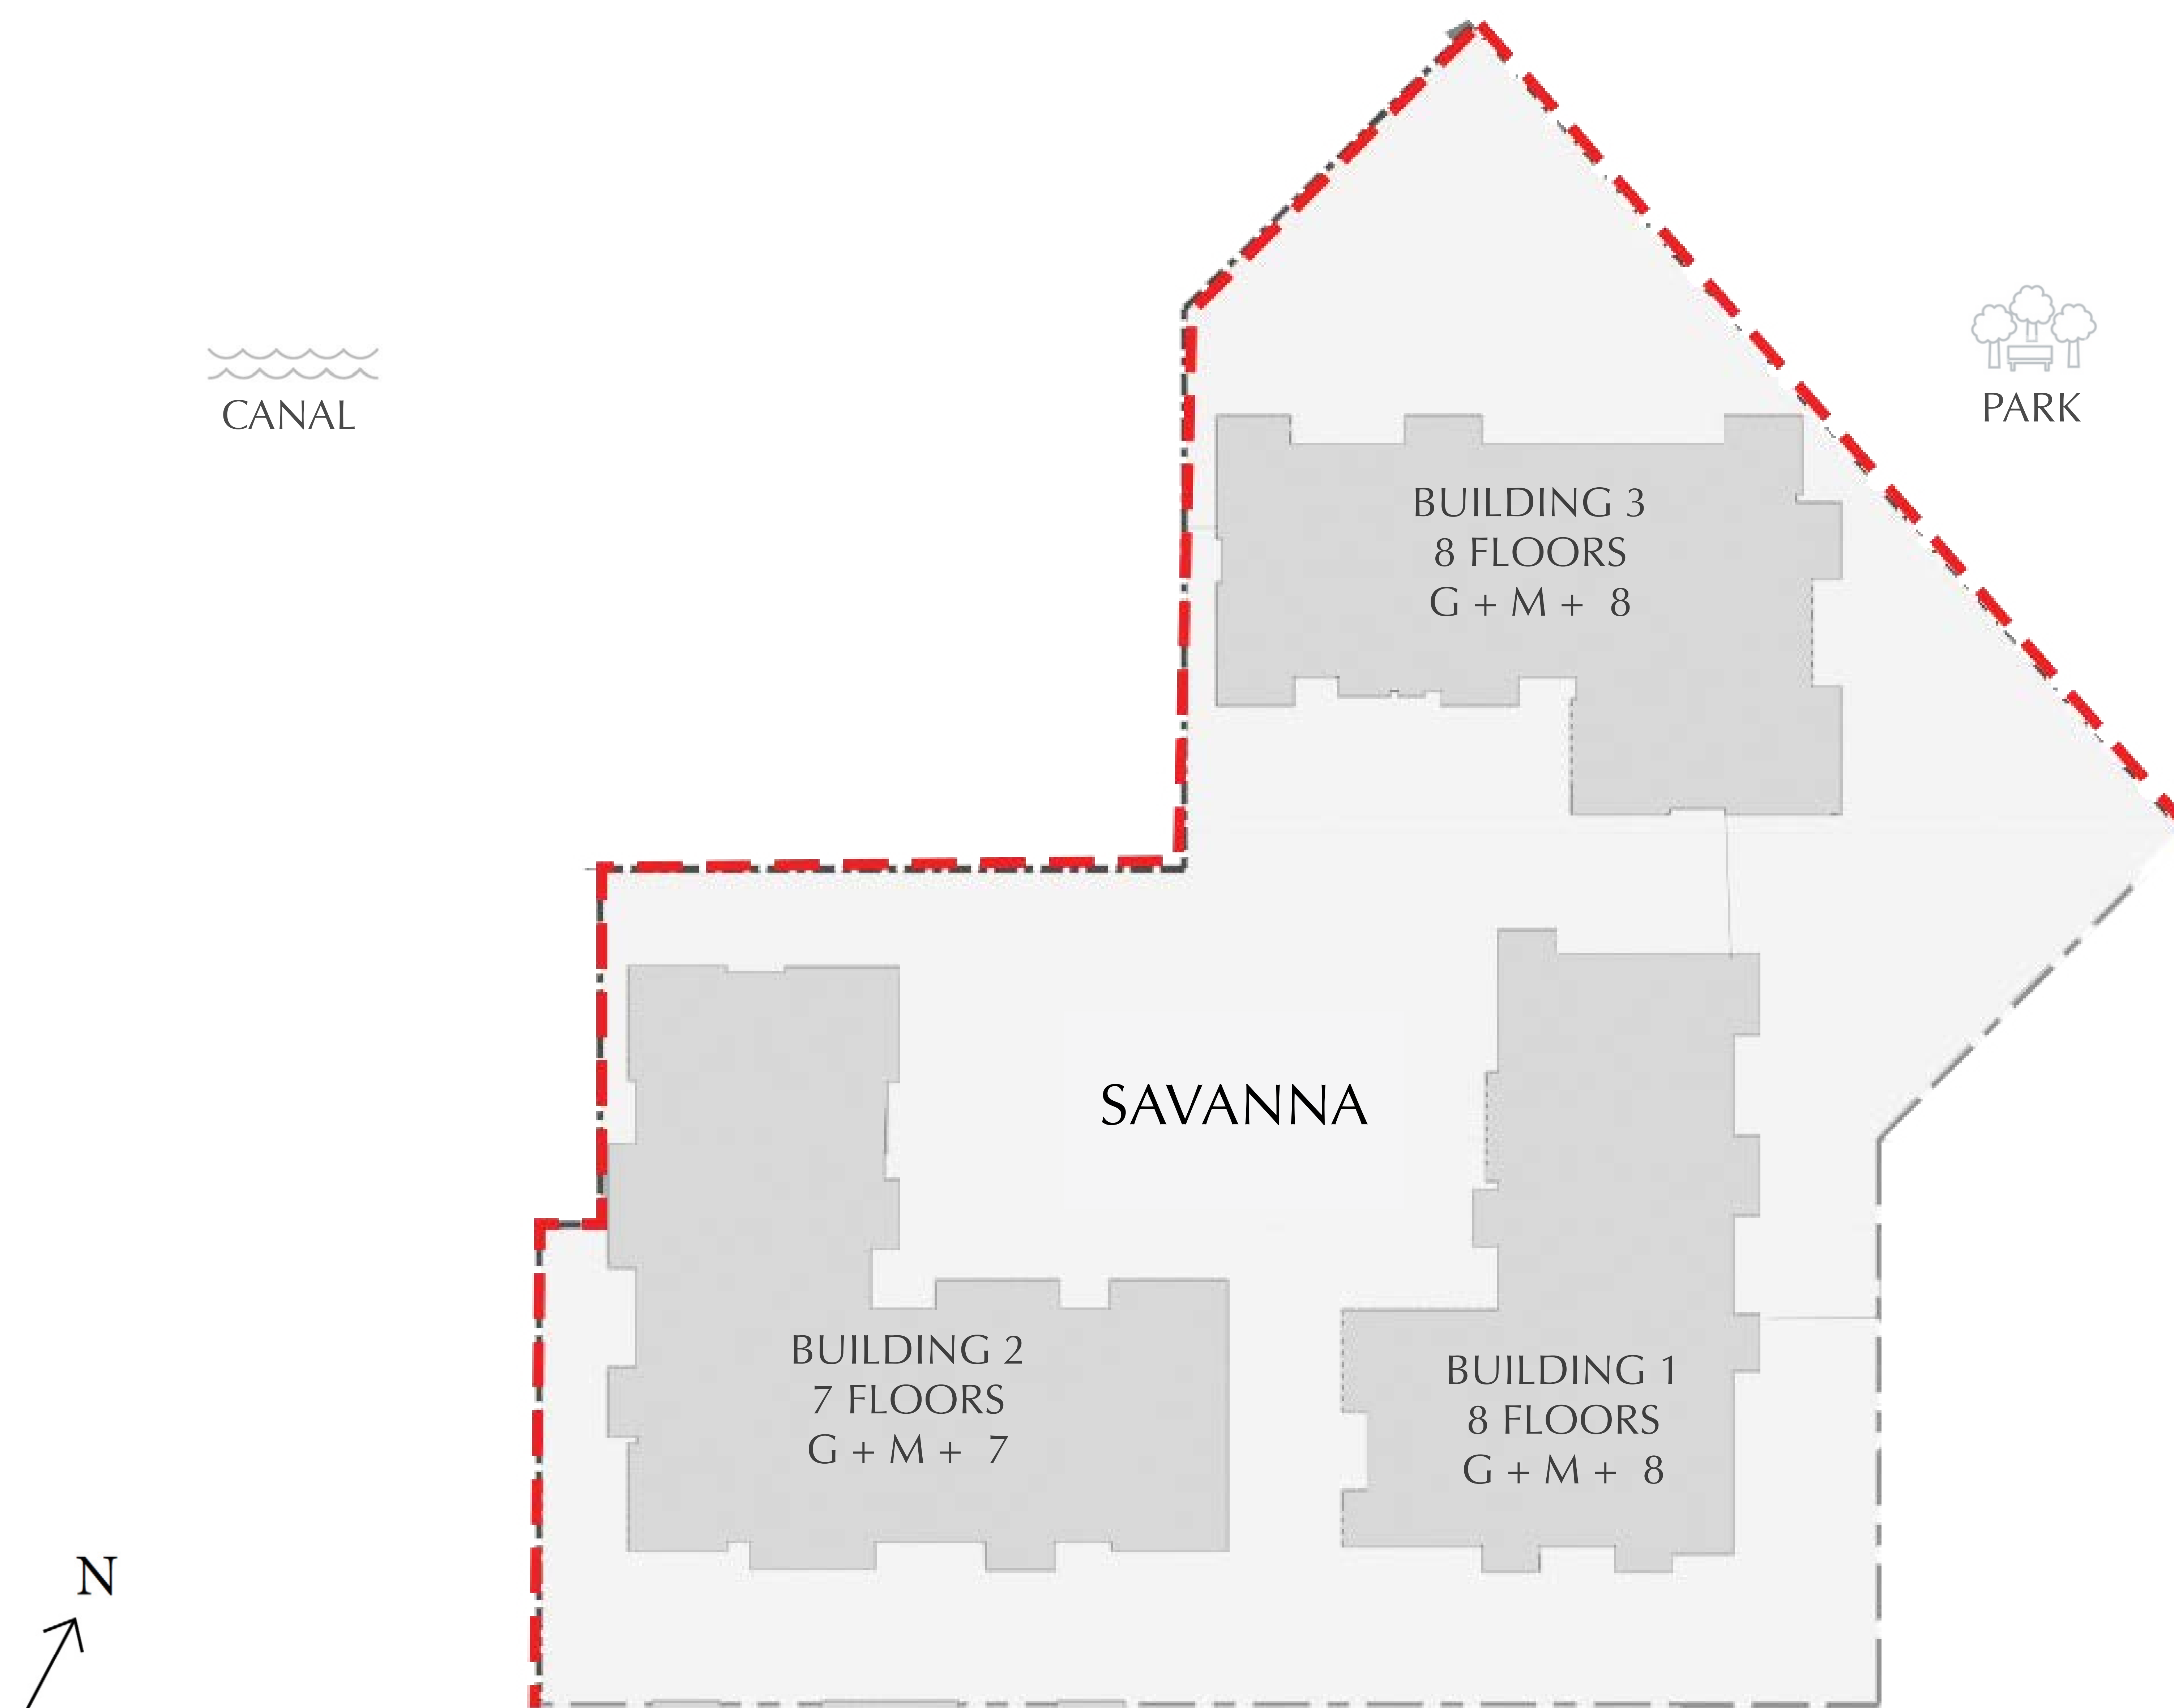 CANAL
PARK
BUILDING 3
8 FLOORS
G + M + 8
SAVANNA
BUILDING 2
7 FLOORS
G + M + 7
BUILDING 1
8 FLOORS
G + M + 8
N